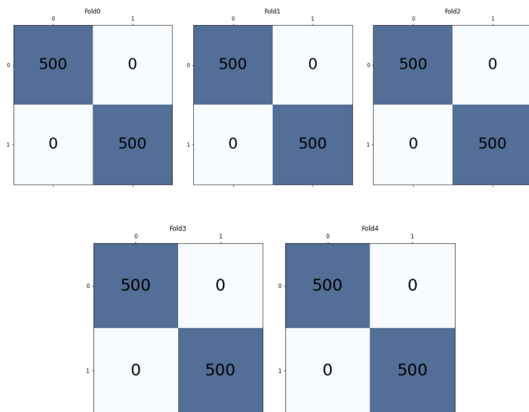 Fold0 Fold1 Fold2
0 1 0 1 0 1
0 500 0 0 500 0 0 500 0
1 0 500 1 0 500 1 0 500
Fold3 Fold4
0 1 0 1
0 500 0 0 500 0
1 0 500 1 0 500